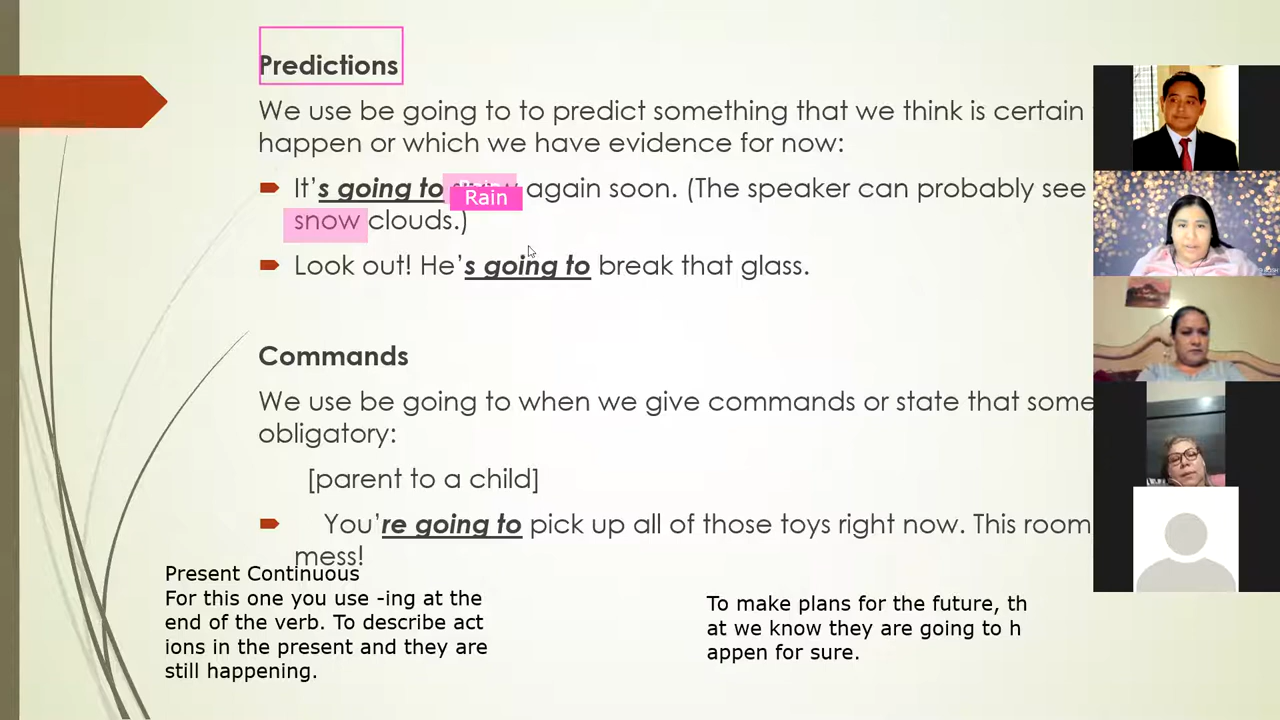 Predictions
We use be going to to predict something that we think is certain
happen or which we have evidence for now:
It's going to Rain again soon. (The speaker can probably see
snow clouds.)
Look out! He's going to break that glass.
Commands
We use be going to when we give commands or state that some
obligatory:
[parent to a child]
You're going to pick up all of those toys right now. This room
mess!
Present Continuous
For this one you use -ing at the
end of the verb. To describe act
ions in the present and they are
still happening.
To make plans for the future, th
at we know they are going to h
appen for sure.